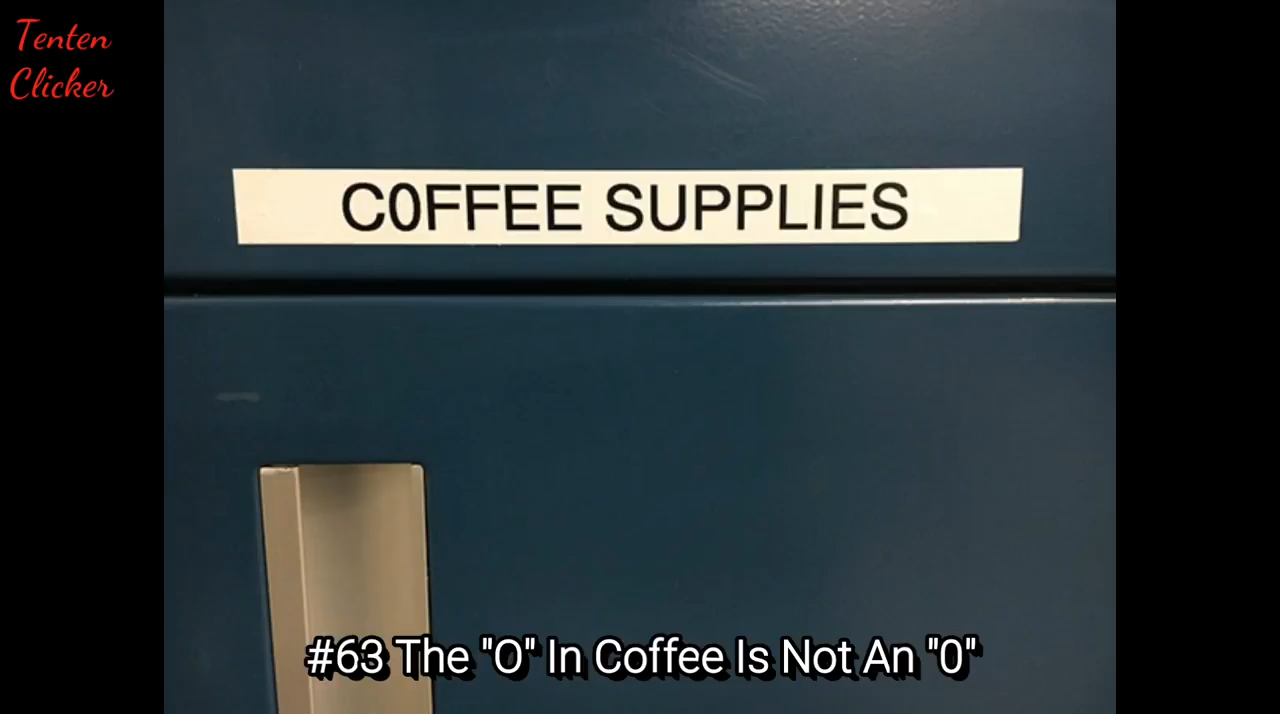 Tenten
Clicker
C0FFEE SUPPLIES
#63 The "O" In Coffee Is Not An "0"